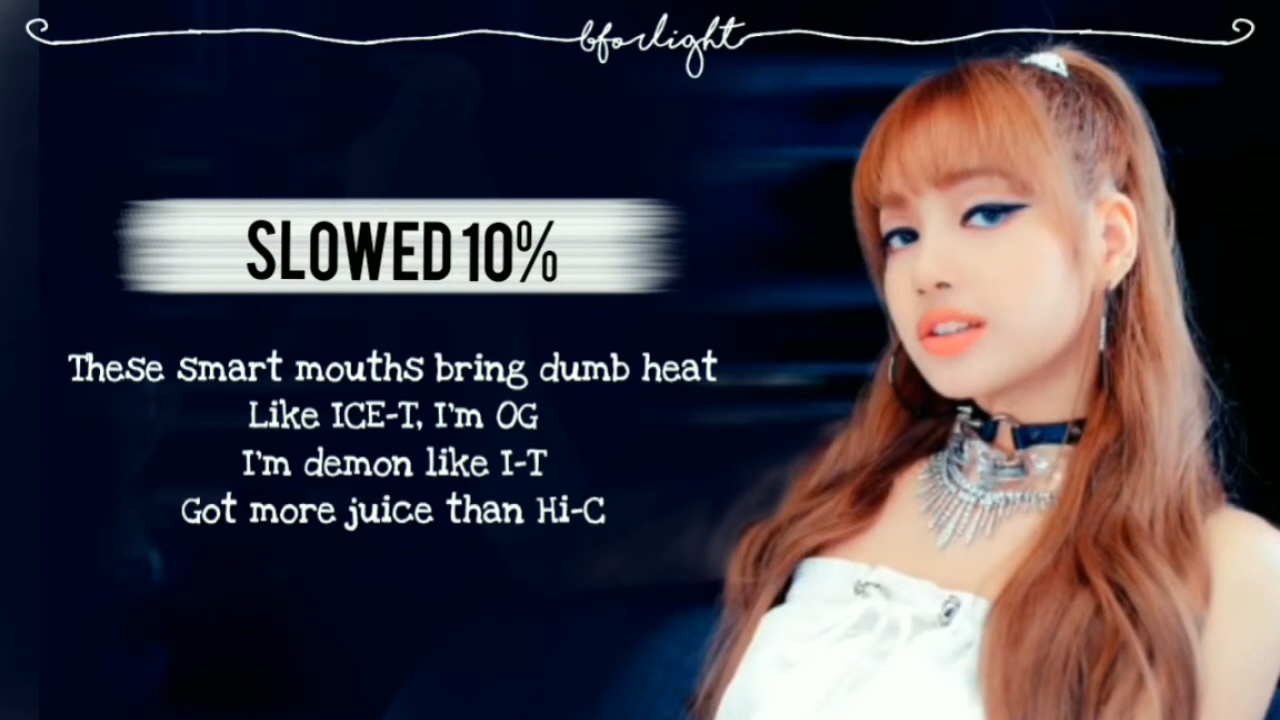 bforlight
SLOWED 10%
These smart mouths bring dumb heat
Like ICE-T, I'm OG
I'm demon like I-T
Got more juice than Hi-C